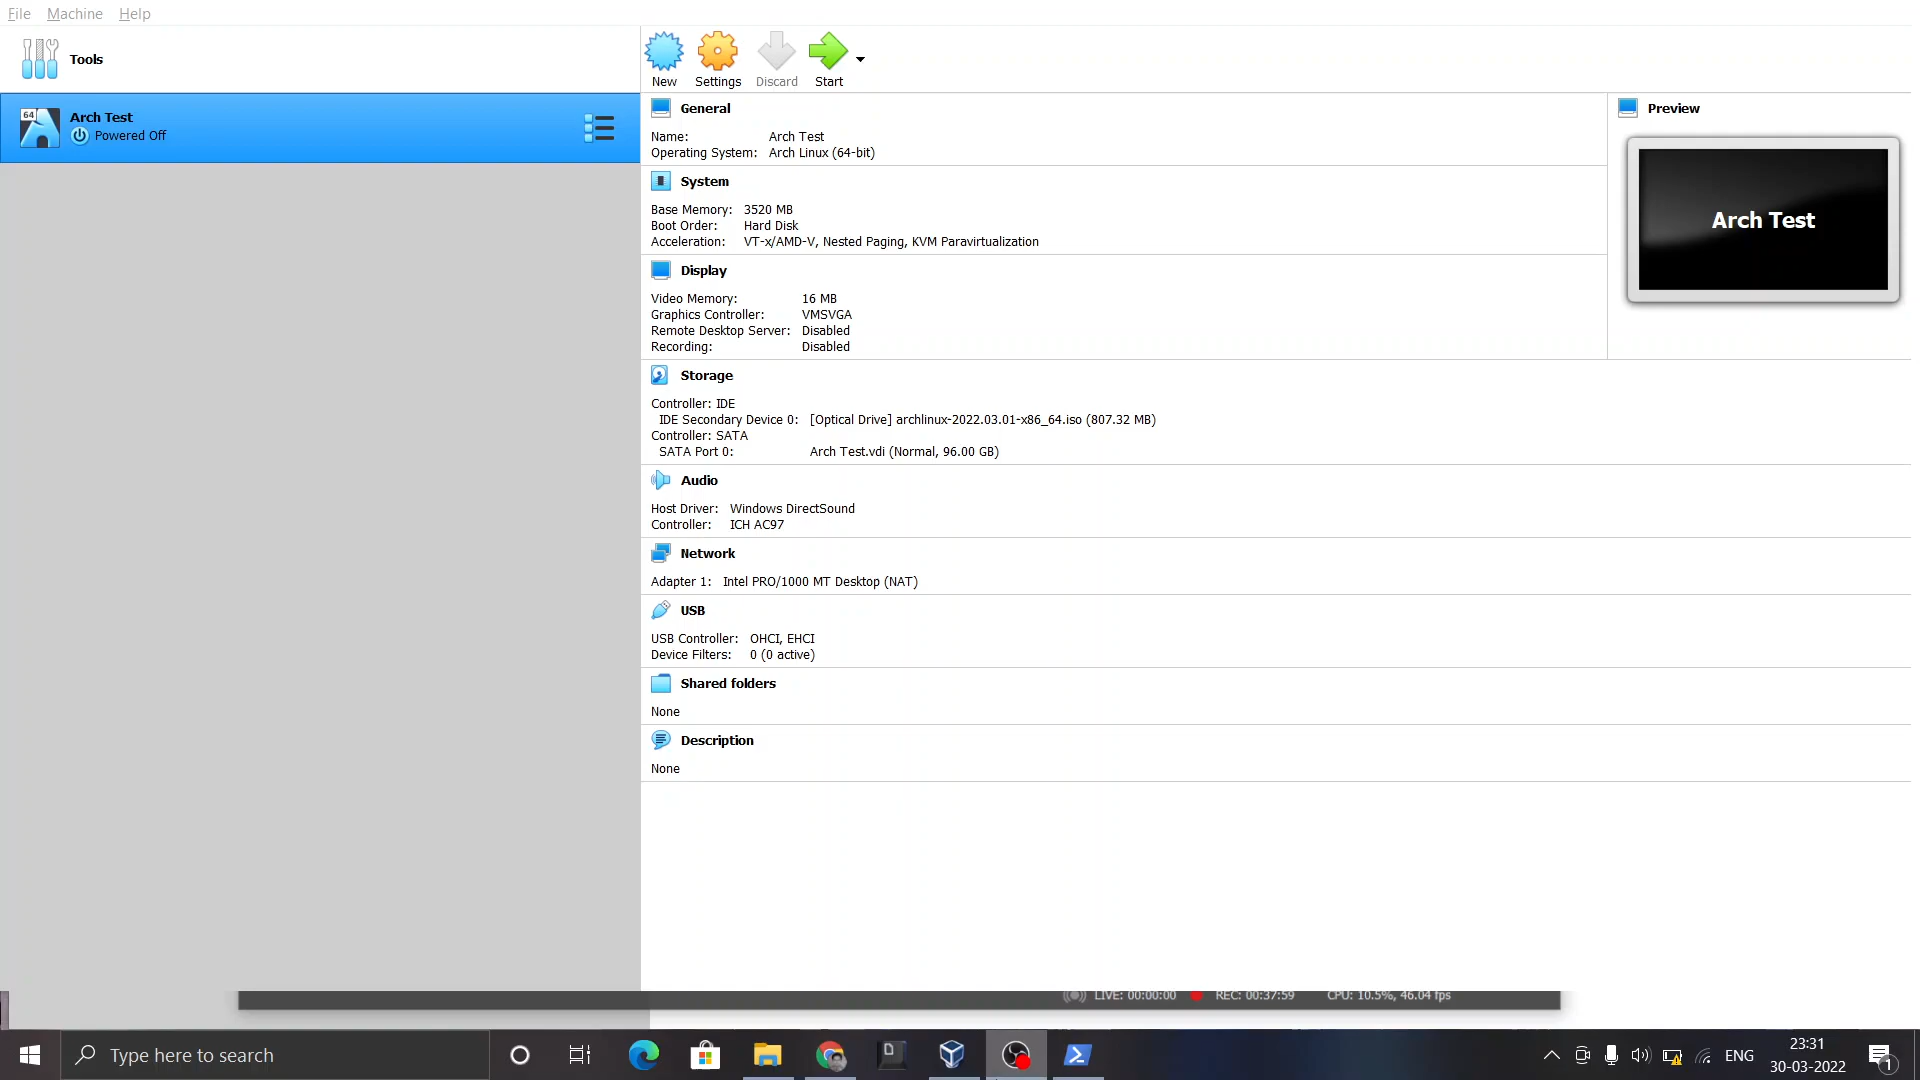 File Machine Help
Tools
New Settings Discard Start
64 Arch Test
Powered Off
General
Name: Arch Test
Operating System: Arch Linux (64-bit)
System
Base Memory: 3520 MB
Boot Order: Hard Disk
Acceleration: VT-x/AMD-V, Nested Paging, KVM Paravirtualization
Display
Video Memory: 16 MB
Graphics Controller: VMSVGA
Remote Desktop Server: Disabled
Recording: Disabled
Preview
Arch Test
Storage
Controller: IDE
IDE Secondary Device 0: [Optical Drive] archlinux-2022.03.01-x86_64.iso (807.32 MB)
Controller: SATA
SATA Port 0: Arch Test.vdi (Normal, 96.00 GB)
Audio
Host Driver: Windows DirectSound
Controller: ICH AC97
Network
Adapter 1: Intel PRO/1000 MT Desktop (NAT)
USB
USB Controller: OHCI, EHCI
Device Filters: 0 (0 active)
Shared folders
None
Description
None
LIVE: 00:00:00 REC: 00:37:59 CPU: 10.5%, 46.04 fps
Type here to search
ENG
23:31
30-03-2022
1